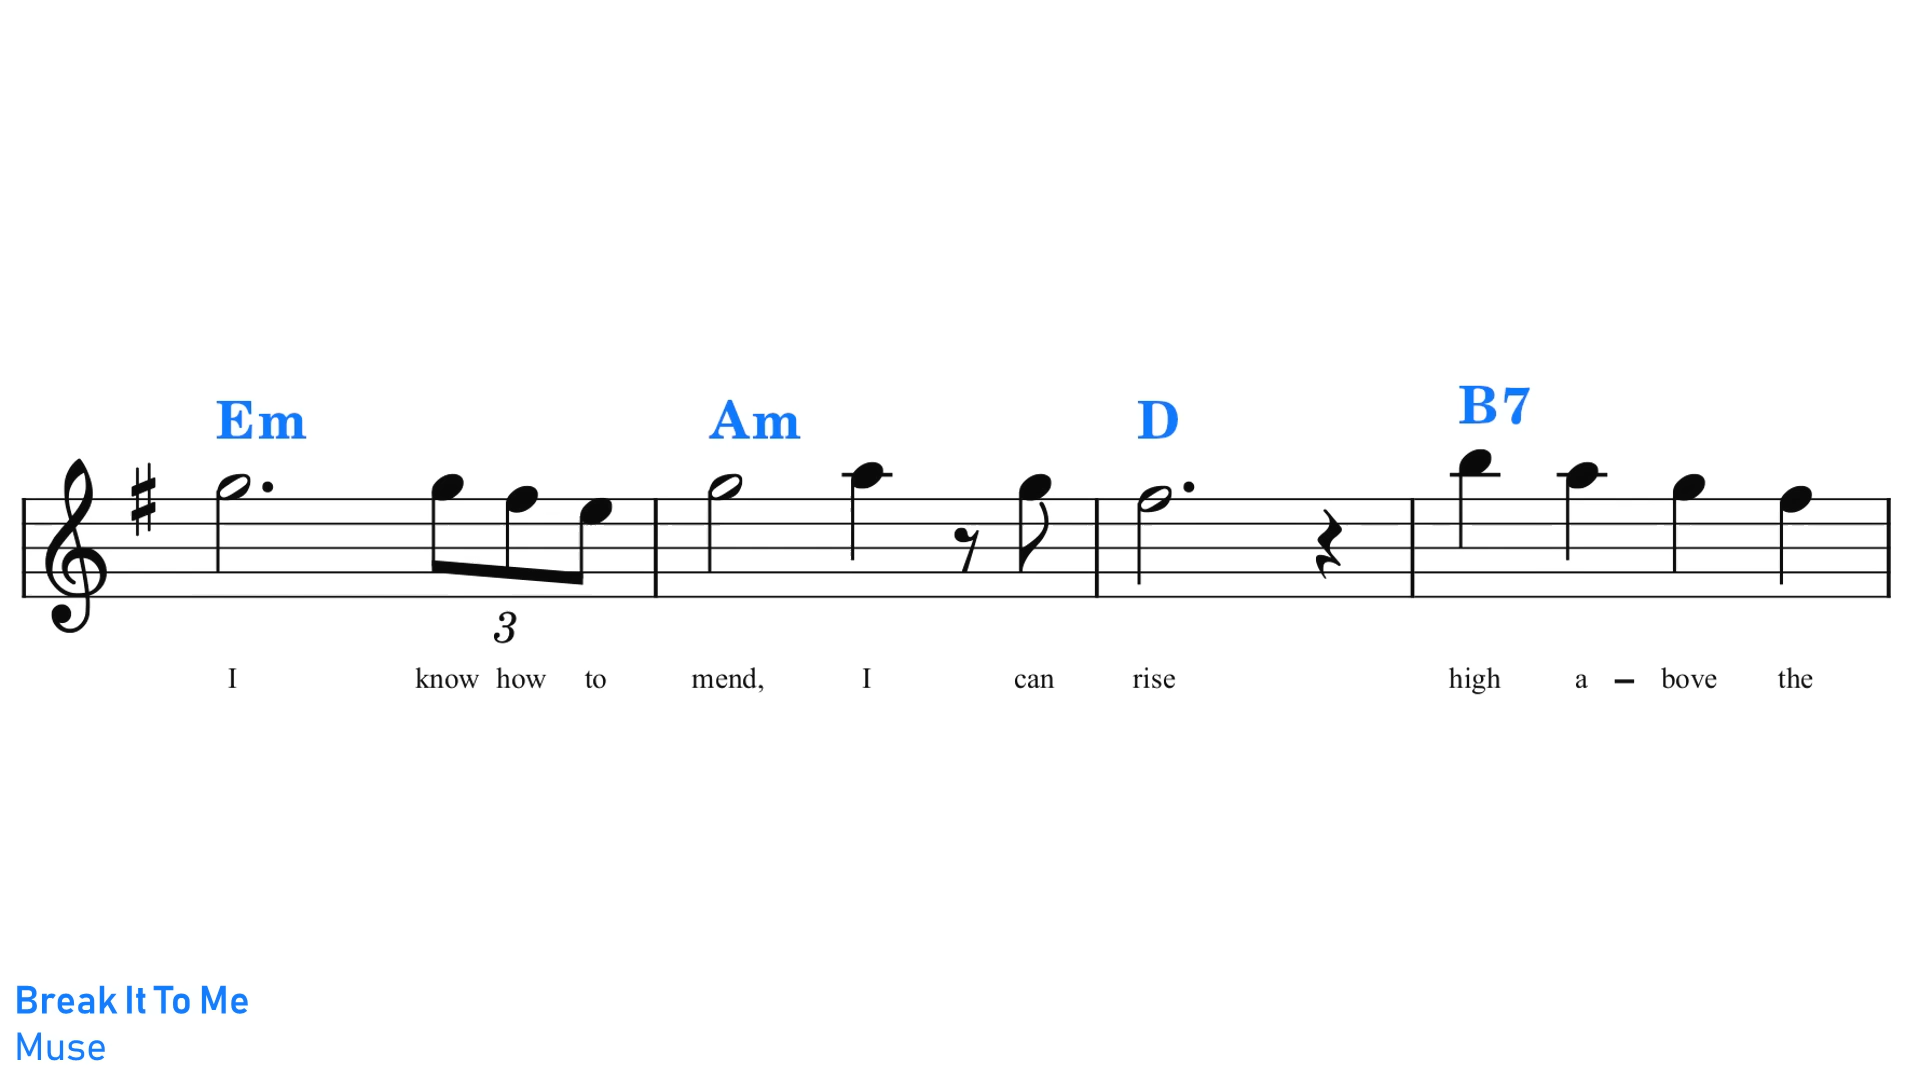 Em Am D B7
3
I know how to mend, I can rise high a – bove the
Break It To Me
Muse